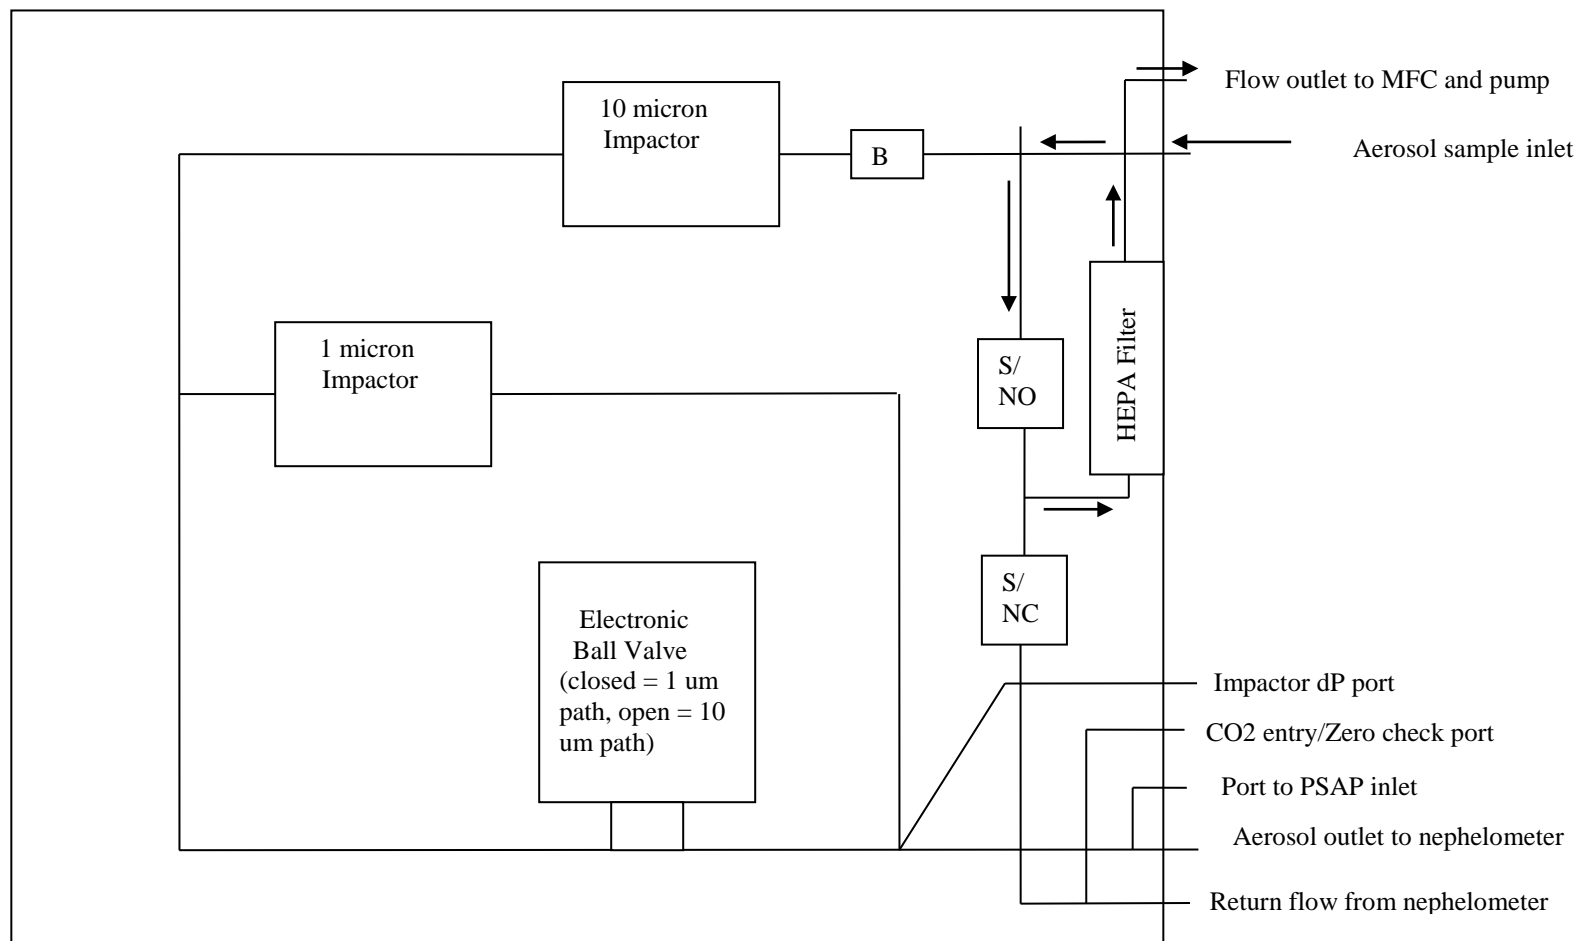 Flow outlet to MFC and pump
10 micron
Impactor
B
Aerosol sample inlet
1 micron
Impactor
S/
NO
HEPA Filter
S/
NC
Electronic
Ball Valve
(closed = 1 um
path, open = 10
um path)
Impactor dP port
CO2 entry/Zero check port
Port to PSAP inlet
Aerosol outlet to nephelometer
Return flow from nephelometer